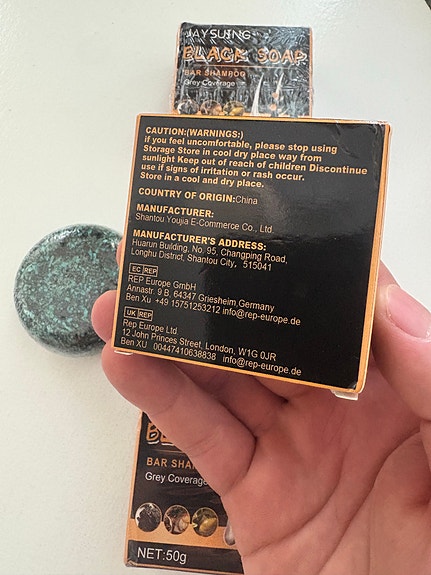 JAYSUING
BLACK SOAP
BAR SHAMPOO
Grey Coverage
CAUTION:(WARNINGS:)
if you feel uncomfortable, please stop using
Storage Store in cool dry place way from
sunlight Keep out of reach of children Discontinue
use if signs of irritation or rash occur.
Store in a cool and dry place.
COUNTRY OF ORIGIN:China
MANUFACTURER:
Shantou Youjia E-Commerce Co., Ltd.
MANUFACTURER'S ADDRESS:
Huarun Building, No. 95, Changping Road,
Longhu District, Shantou City, 515041
EC REP
REP Europe GmbH
Annastr. 9 B, 64347 Griesheim,Germany
Ben Xu +49 15751253212 info@rep-europe.de
UK REP
Rep Europe Ltd
12 John Princes Street, London, W1G 0JR
Ben XU 00447410638838 info@rep-europe.de
BAR SHA
Grey Coverage
NET:50g